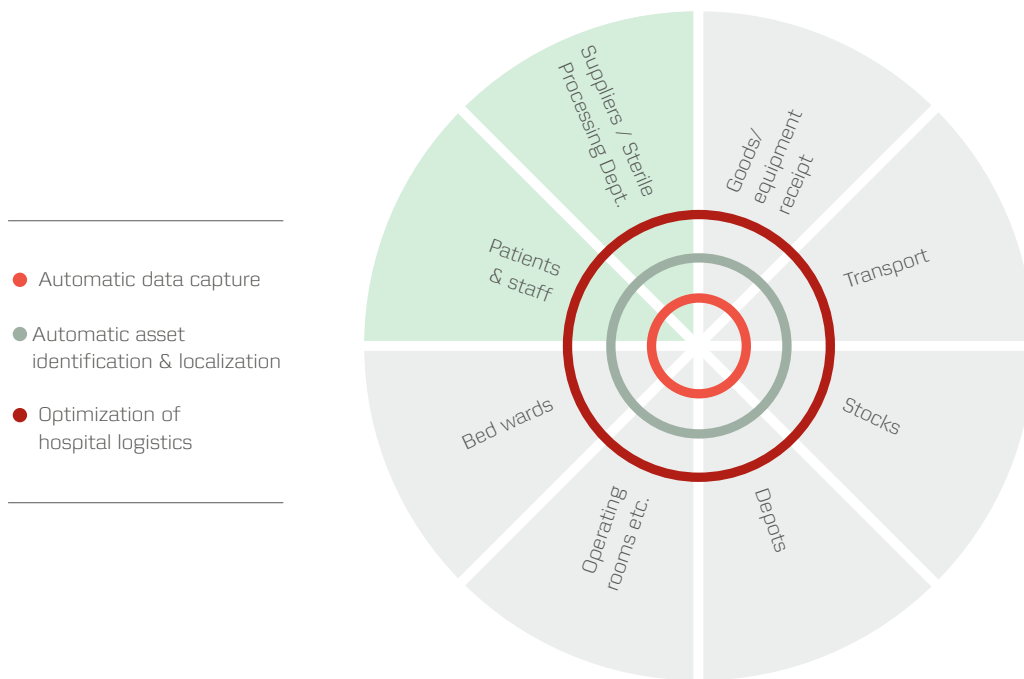 Automatic data capture
Automatic asset
identification & localization
Optimization of
hospital logistics
Suppliers / Sterile
Processing Dept.
Goods/
equipment
receipt
Patients
& staff
Transport
Bed wards
Stocks
Operating
rooms etc.
Depots